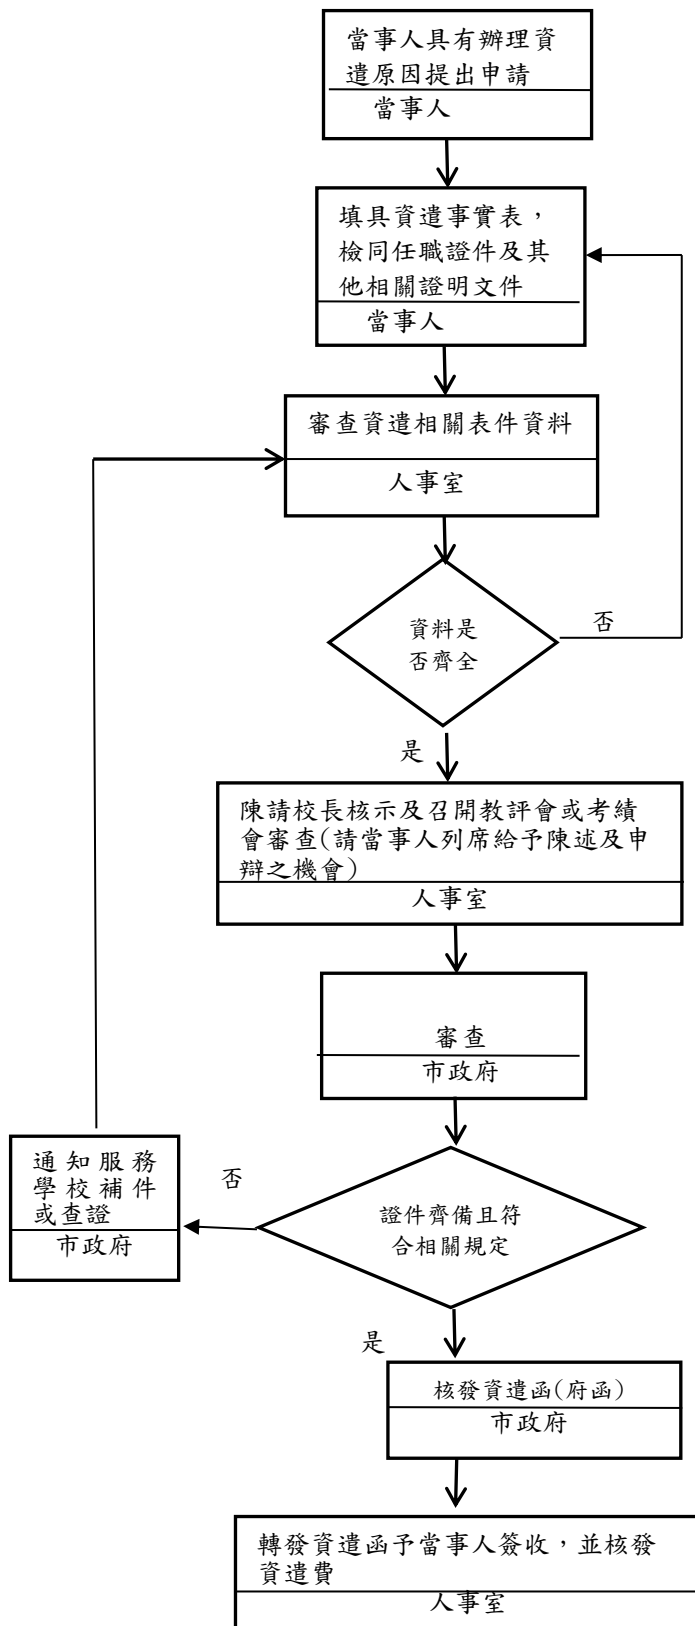 當事人具有辦理資
遣原因提出申請
當事人
填具資遣事實表，
檢同任職證件及其
他相關證明文件
當事人
審查資遣相關表件資料
人事室
資料是
否齊全
否
是
陳請校長核示及召開教評會或考績
會審查(請當事人列席給予陳述及申
辯之機會)
人事室
審查
市政府
通知服務
學校補件
或查證
市政府
否
證件齊備且符
合相關規定
是
核發資遣函(府函)
市政府
轉發資遣函予當事人簽收，並核發
資遣費
人事室